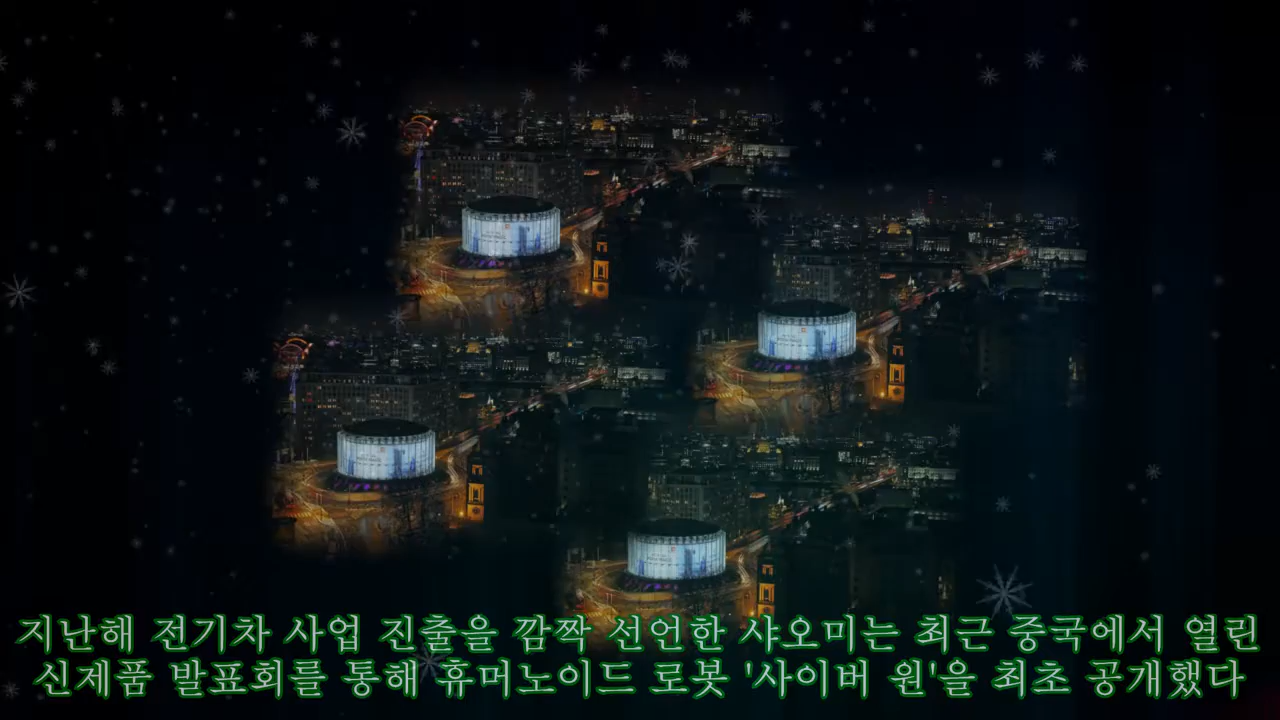 지난해 전기차 사업 진출을 깜짝 선언한 샤오미는 최근 중국에서 열린
신제품 발표회를 통해 휴머노이드 로봇 '사이버 원'을 최초 공개했다